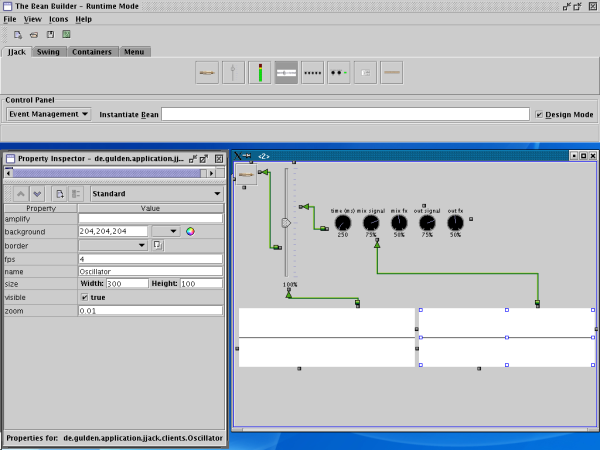 The Bean Builder - Runtime Mode
File View Icons Help
JJack Swing Containers Menu
Control Panel
Event Management Instantiate Bean Design Mode
Property Inspector - de.gulden.application.jj...
Standard
Property Value
amplify
background 204,204,204
border
fps 4
name Oscillator
size Width: 300 Height: 100
visible true
zoom 0.01
Properties for: de.gulden.application.jjack.clients.Oscillator
<2>
time (ms) mix signal mix fx out signal out fx
250 75% 50% 75% 50%
100%